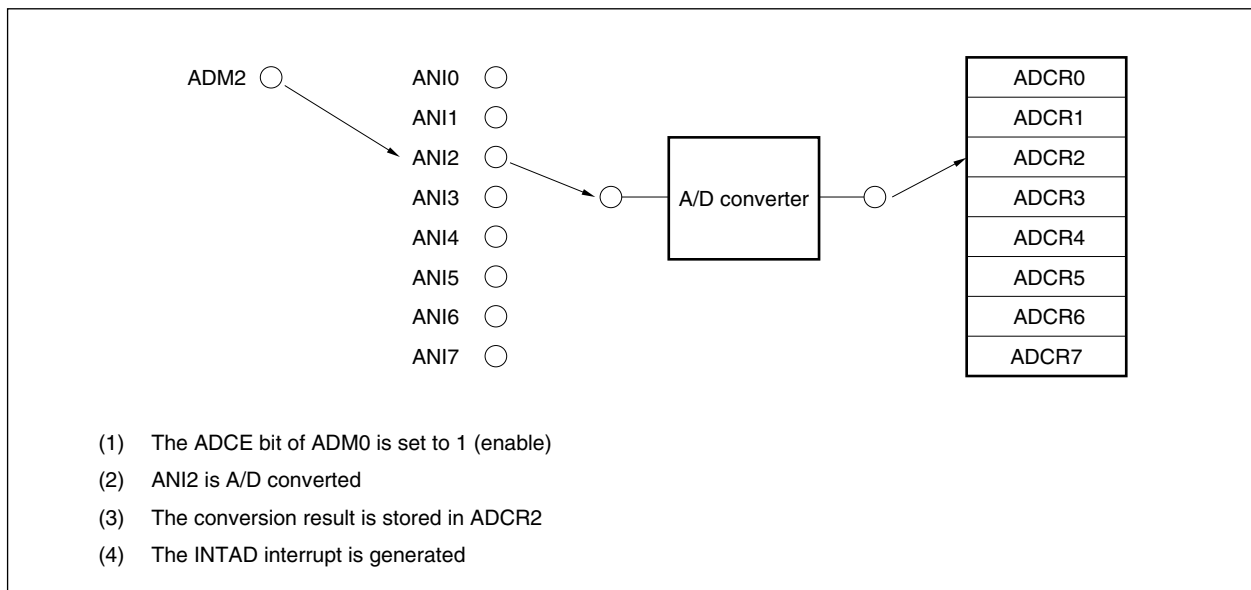 ADM2
ANI0
ANI1
ANI2
ANI3
ANI4
ANI5
ANI6
ANI7
A/D converter
ADCR0
ADCR1
ADCR2
ADCR3
ADCR4
ADCR5
ADCR6
ADCR7
(1) The ADCE bit of ADM0 is set to 1 (enable)
(2) ANI2 is A/D converted
(3) The conversion result is stored in ADCR2
(4) The INTAD interrupt is generated